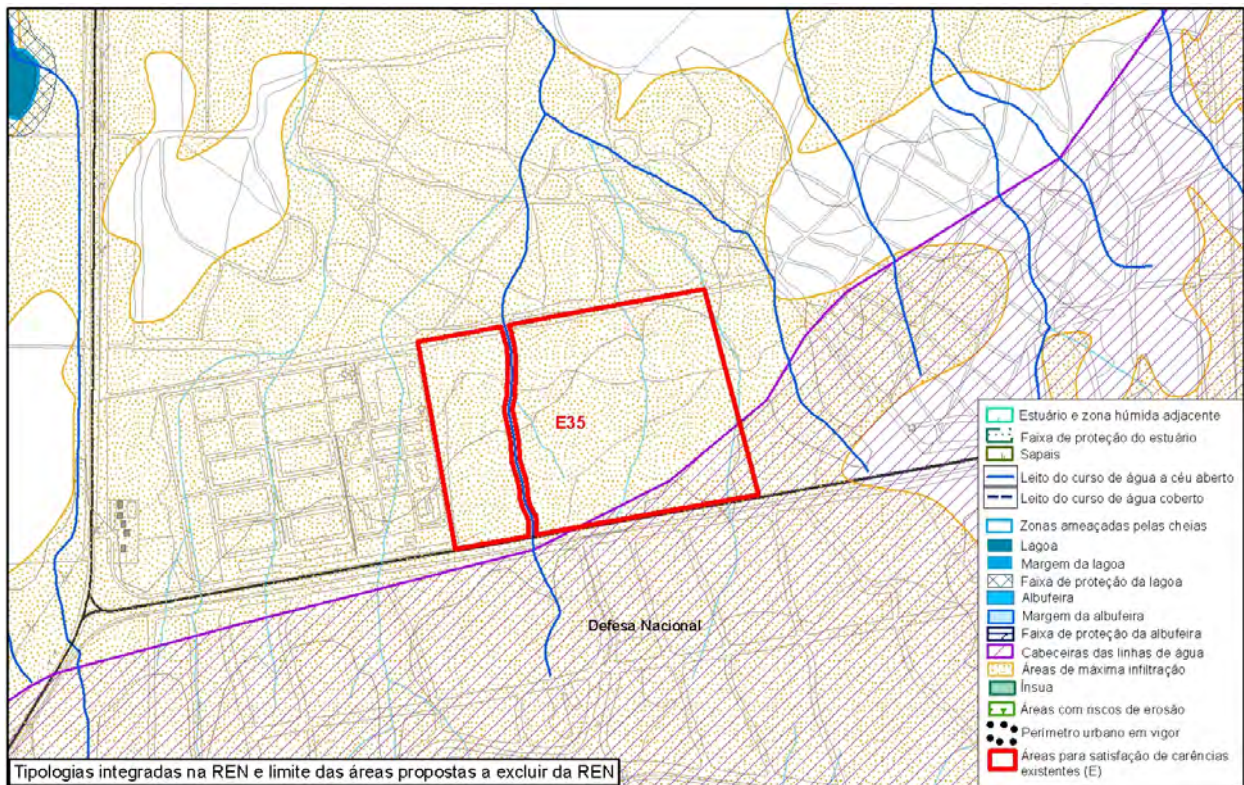 E35
Defesa Nacional
Estuário e zona húmida adjacente
Faixa de proteção do estuário
Sapais
Leito do curso de água a céu aberto
Leito do curso de água coberto
Zonas ameaçadas pelas cheias
Lagoa
Margem da lagoa
Faixa de proteção da lagoa
Albufeira
Margem da albufeira
Faixa de proteção da albufeira
Cabeceiras das linhas de água
Áreas de máxima infiltração
Ínsua
Áreas com riscos de erosão
Perímetro urbano em vigor
Áreas para satisfação de carências
existentes (E)
Tipologias integradas na REN e limite das áreas propostas a excluir da REN